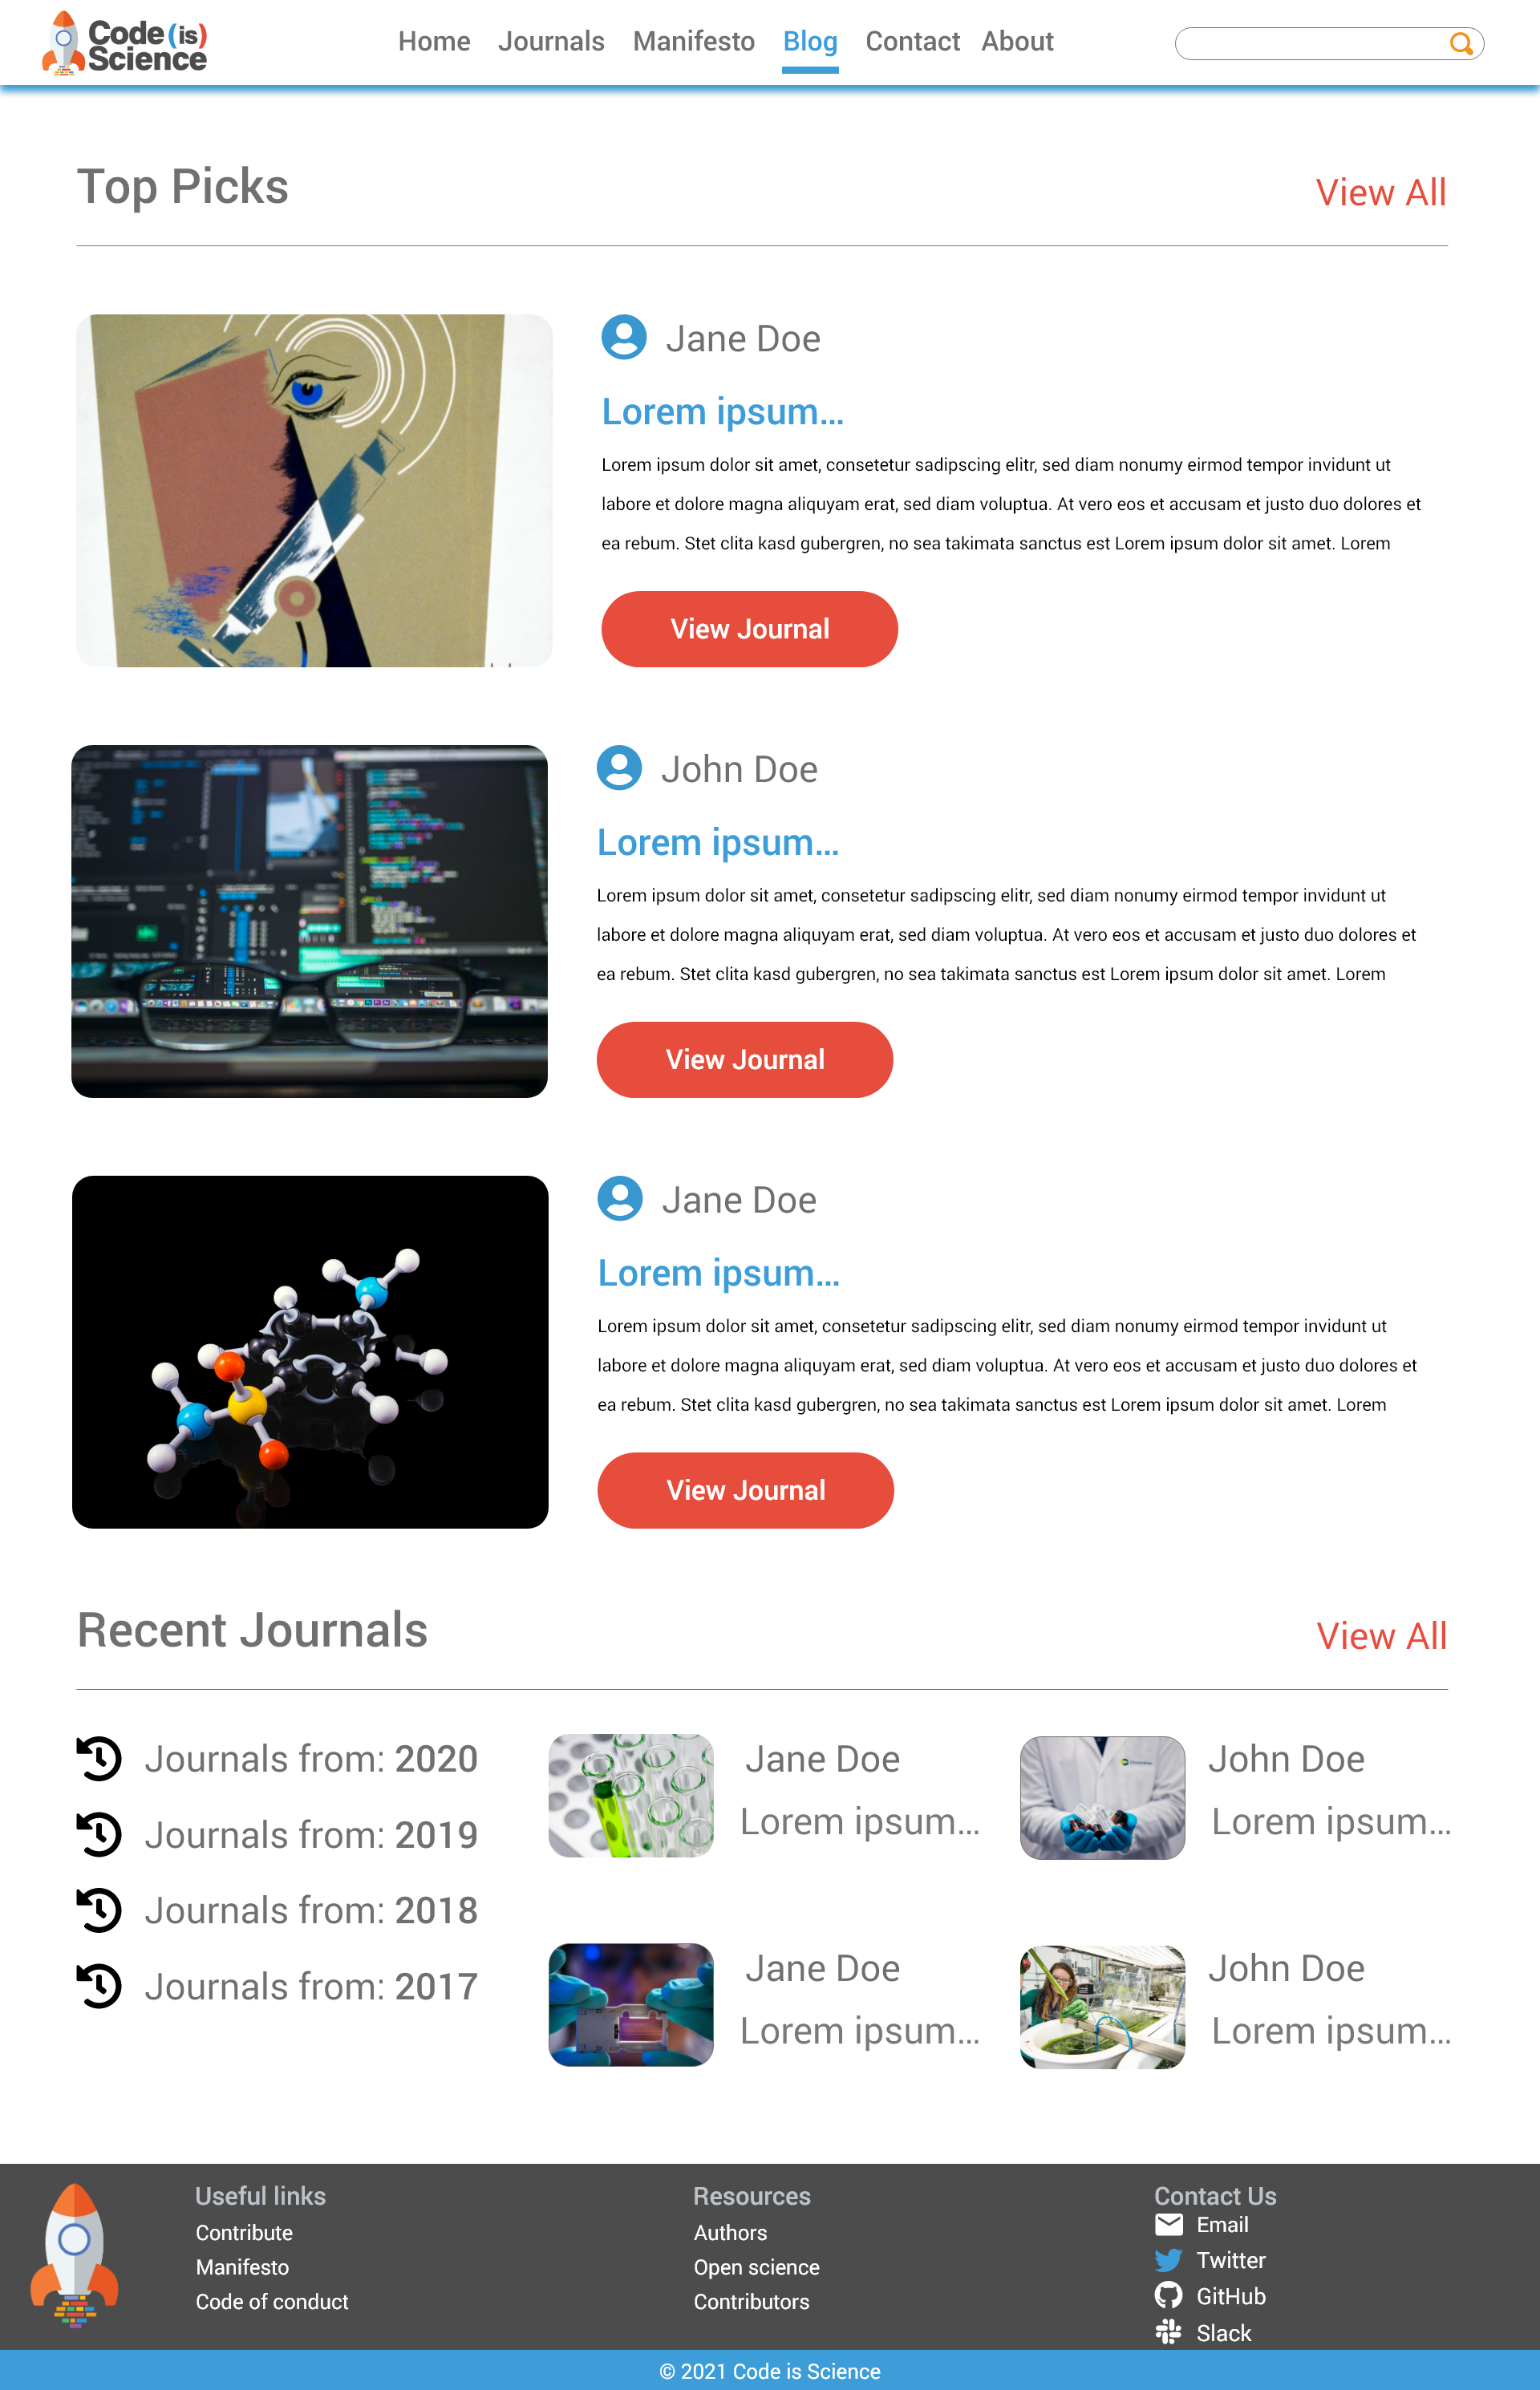 Code (is)
Science
Home Journals Manifesto Blog Contact About
Top Picks
View All
Jane Doe
Lorem ipsum...
Lorem ipsum dolor sit amet, consetetur sadipscing elitr, sed diam nonumy eirmod tempor invidunt ut
labore et dolore magna aliquyam erat, sed diam voluptua. At vero eos et accusam et justo duo dolores et
ea rebum. Stet clita kasd gubergren, no sea takimata sanctus est Lorem ipsum dolor sit amet. Lorem
View Journal
John Doe
Lorem ipsum...
Lorem ipsum dolor sit amet, consetetur sadipscing elitr, sed diam nonumy eirmod tempor invidunt ut
labore et dolore magna aliquyam erat, sed diam voluptua. At vero eos et accusam et justo duo dolores et
ea rebum. Stet clita kasd gubergren, no sea takimata sanctus est Lorem ipsum dolor sit amet. Lorem
View Journal
Jane Doe
Lorem ipsum...
Lorem ipsum dolor sit amet, consetetur sadipscing elitr, sed diam nonumy eirmod tempor invidunt ut
labore et dolore magna aliquyam erat, sed diam voluptua. At vero eos et accusam et justo duo dolores et
ea rebum. Stet clita kasd gubergren, no sea takimata sanctus est Lorem ipsum dolor sit amet. Lorem
View Journal
Recent Journals
View All
Journals from: 2020
Journals from: 2019
Journals from: 2018
Journals from: 2017
Jane Doe
Lorem ipsum...
John Doe
Lorem ipsum...
Jane Doe
Lorem ipsum...
John Doe
Lorem ipsum...
Useful links
Contribute
Manifesto
Code of conduct
Resources
Authors
Open science
Contributors
Contact Us
Email
Twitter
GitHub
Slack
© 2021 Code is Science